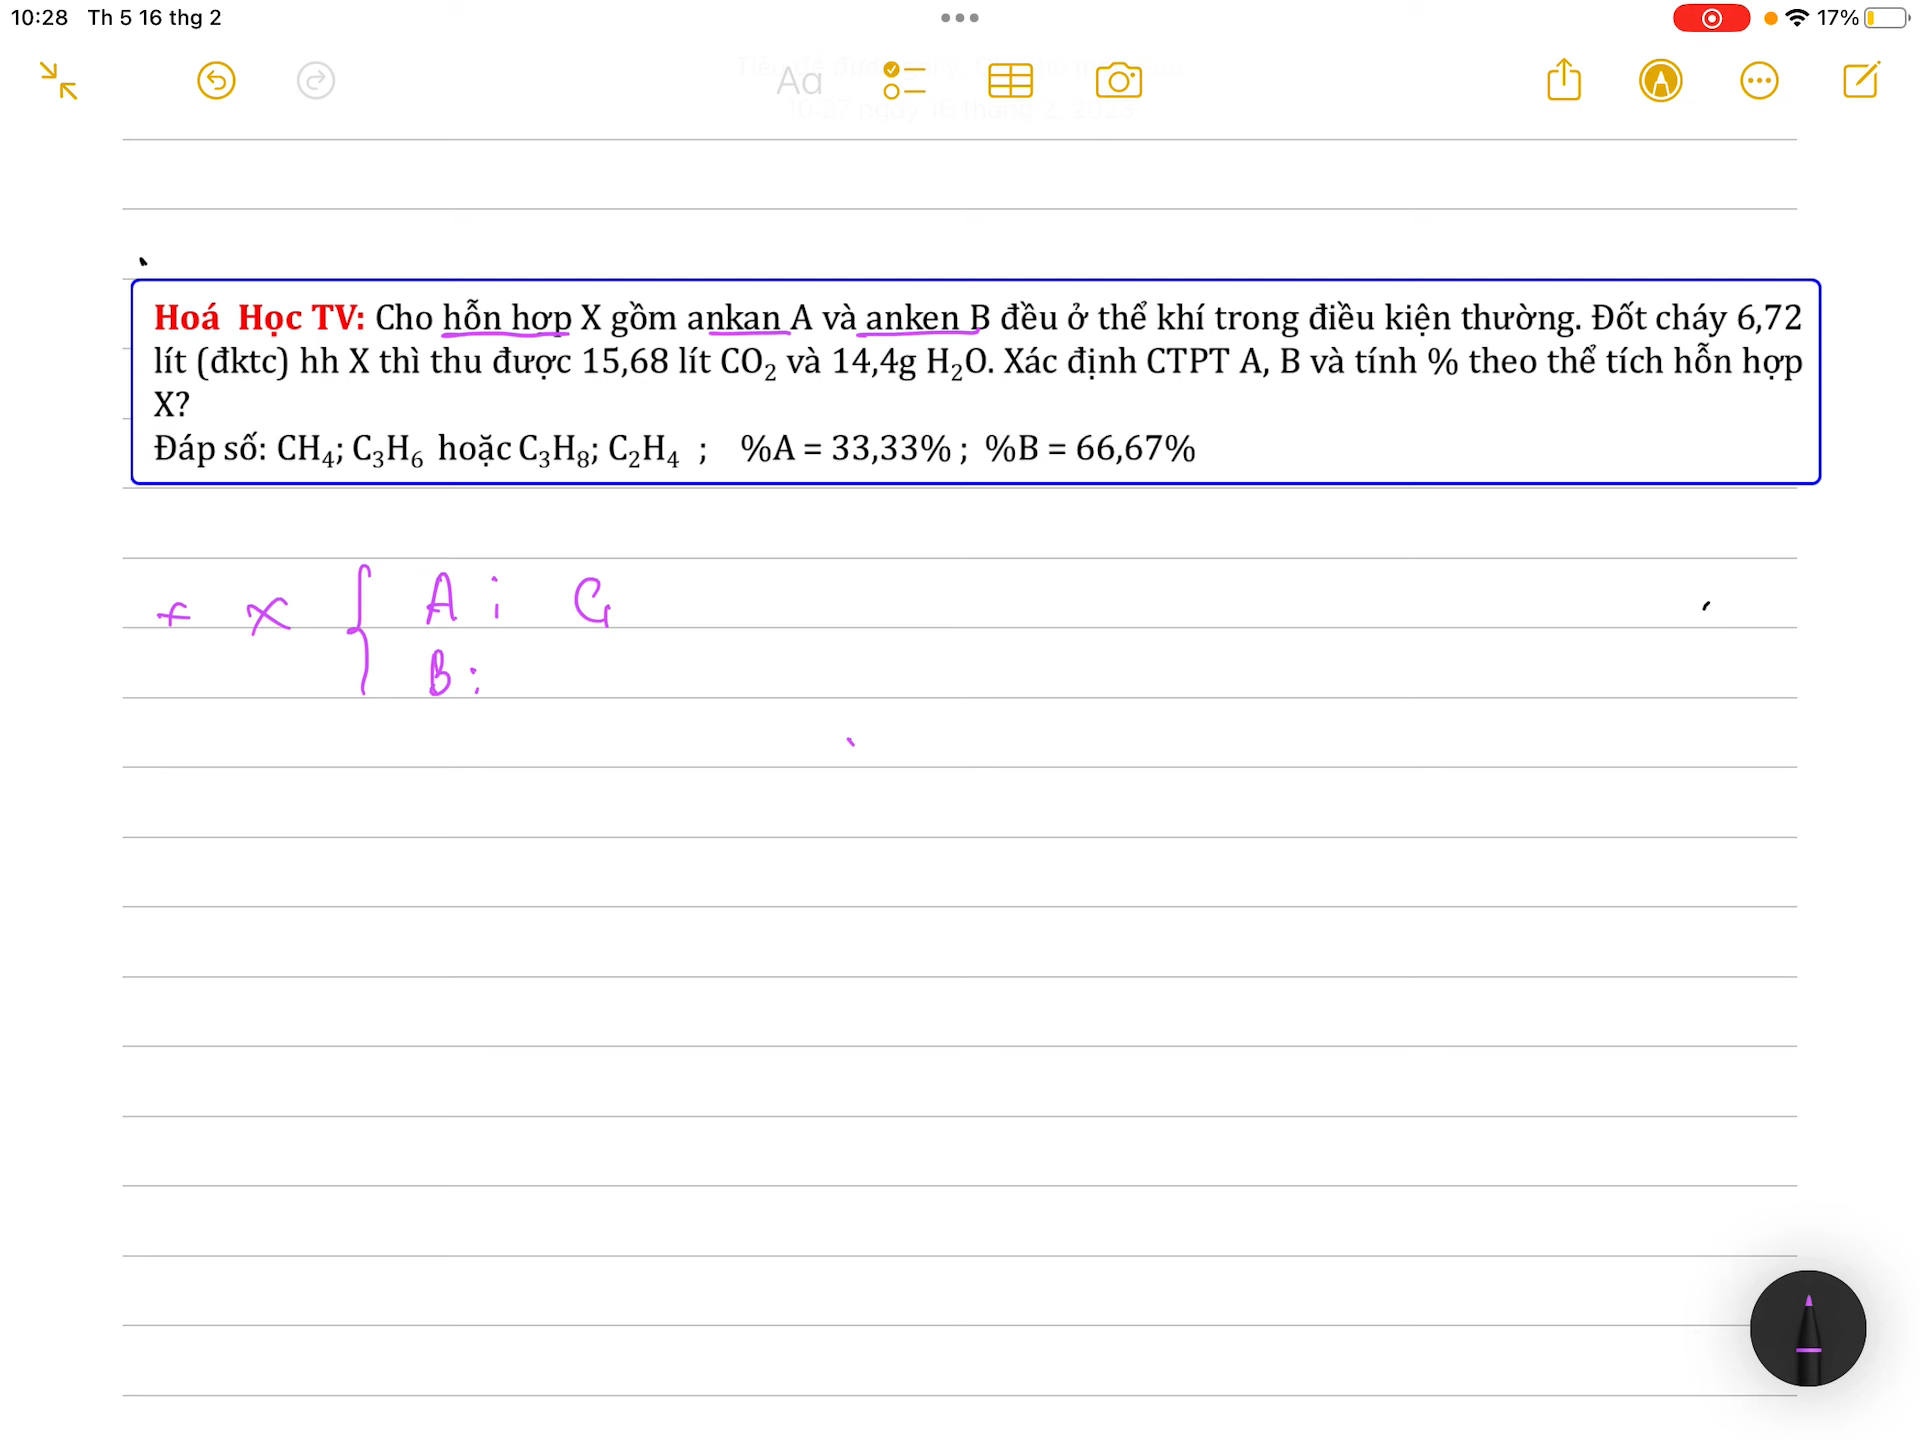 10:28 Th 5 16 thg 2
17%
Aa
Hoá Học TV: Cho hỗn hợp X gồm ankan A và anken B đều ở thể khí trong điều kiện thường. Đốt cháy 6,72
lít (đktc) hh X thì thu được 15,68 lít CO₂ và 14,4g H₂O. Xác định CTPT A, B và tính % theo thể tích hỗn hợp
X?
Đáp số: CH₄; C₃H₆ hoặc C₃H₈; C₂H₄ ; %A = 33,33% ; %B = 66,67%
+ X { A : C
B :